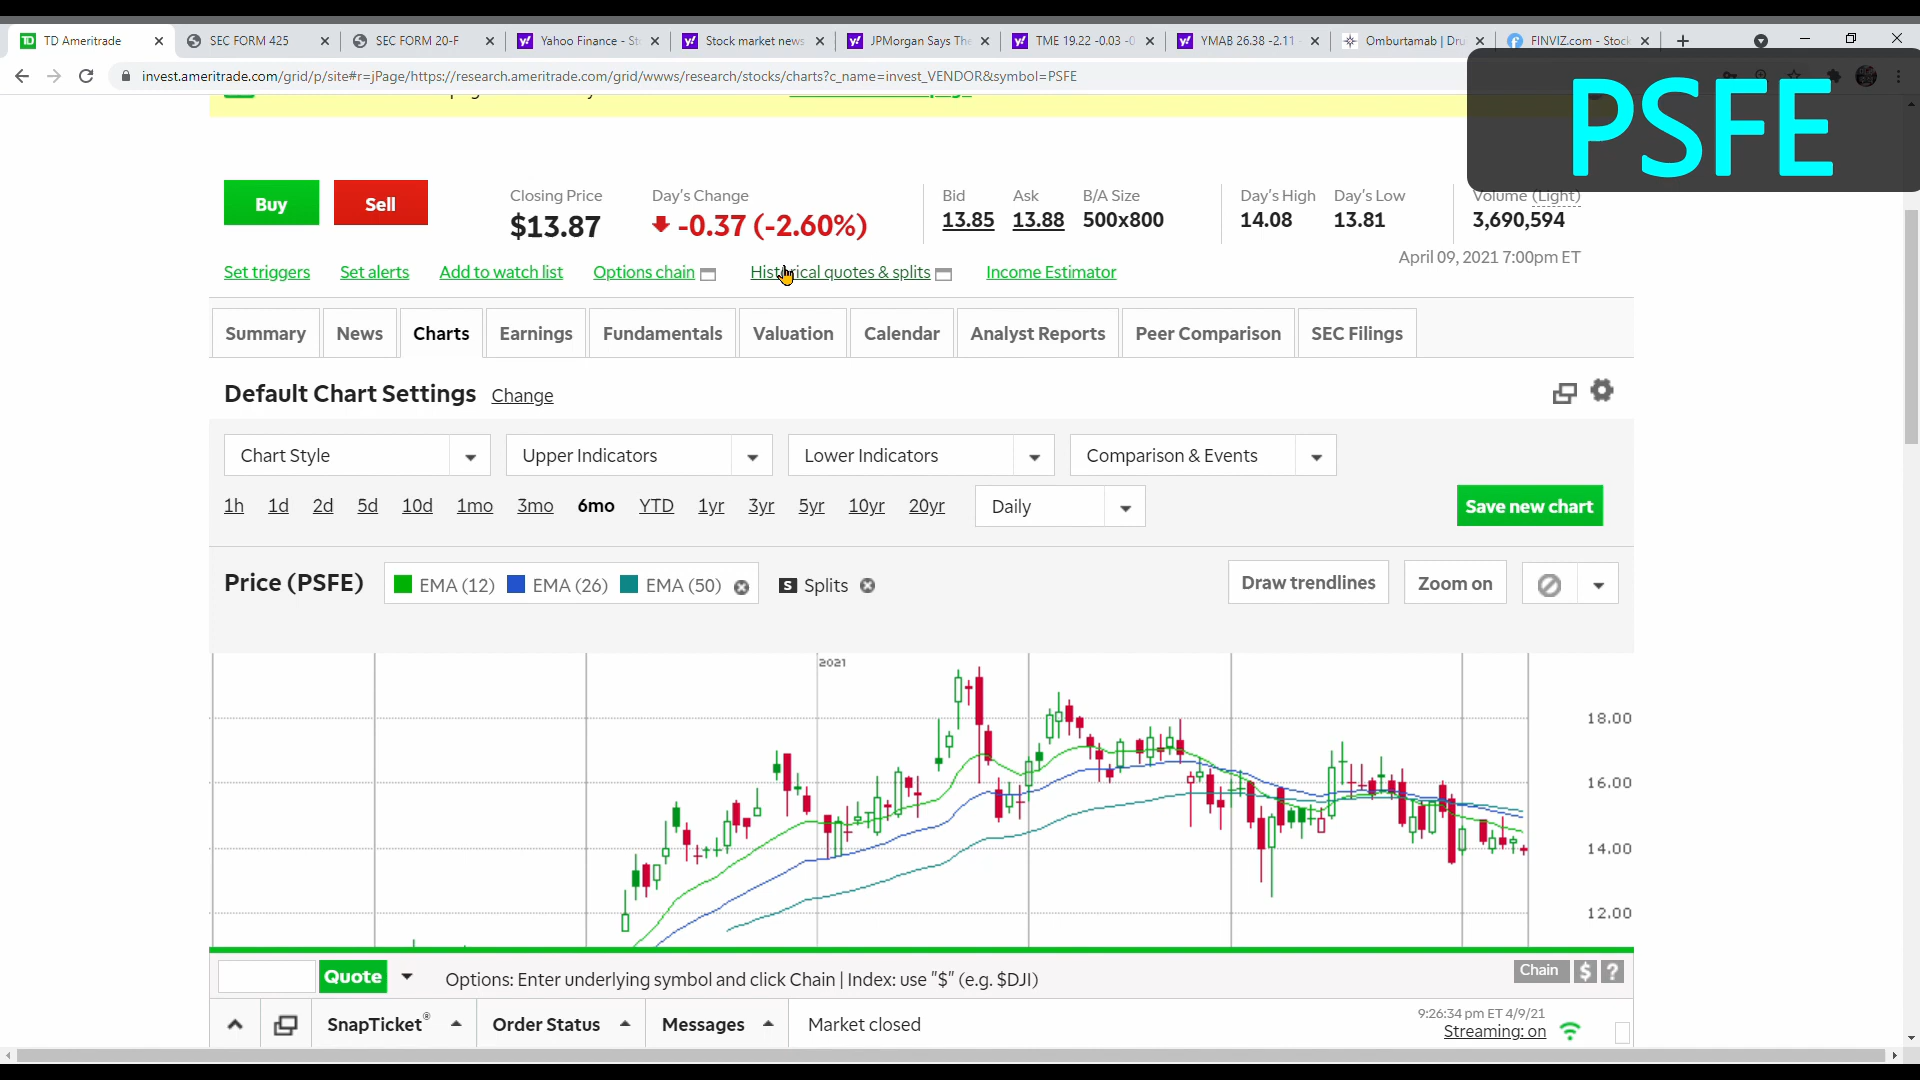 TD Ameritrade
SEC FORM 425
SEC FORM 20-F
Yahoo Finance - St
Stock market news
JPMorgan Says The
TME 19.22 -0.03 -0
YMAB 26.38 -2.11
Omburtamab | Dru
FINVIZ.com - Stock
invest.ameritrade.com/grid/p/site#r=jPage/https://research.ameritrade.com/grid/wwws/research/stocks/charts?c_name=invest_VENDOR&symbol=PSFE
PSFE
Buy
Sell
Closing Price
$13.87
Day's Change
-0.37 (-2.60%)
Bid
13.85
Ask
13.88
B/A Size
500x800
Day's High
14.08
Day's Low
13.81
Volume (Light)
3,690,594
April 09, 2021 7:00pm ET
Set triggers
Set alerts
Add to watch list
Options chain
Historical quotes & splits
Income Estimator
Summary
News
Charts
Earnings
Fundamentals
Valuation
Calendar
Analyst Reports
Peer Comparison
SEC Filings
Default Chart Settings Change
Chart Style
Upper Indicators
Lower Indicators
Comparison & Events
1h 1d 2d 5d 10d 1mo 3mo 6mo YTD 1yr 3yr 5yr 10yr 20yr
Daily
Save new chart
Price (PSFE)
EMA (12)
EMA (26)
EMA (50)
S Splits
Draw trendlines
Zoom on
2021
18.00
16.00
14.00
12.00
Quote
Options: Enter underlying symbol and click Chain | Index: use "$" (e.g. $DJI)
Chain $ ?
SnapTicket®
Order Status
Messages
Market closed
9:26:34 pm ET 4/9/21
Streaming: on